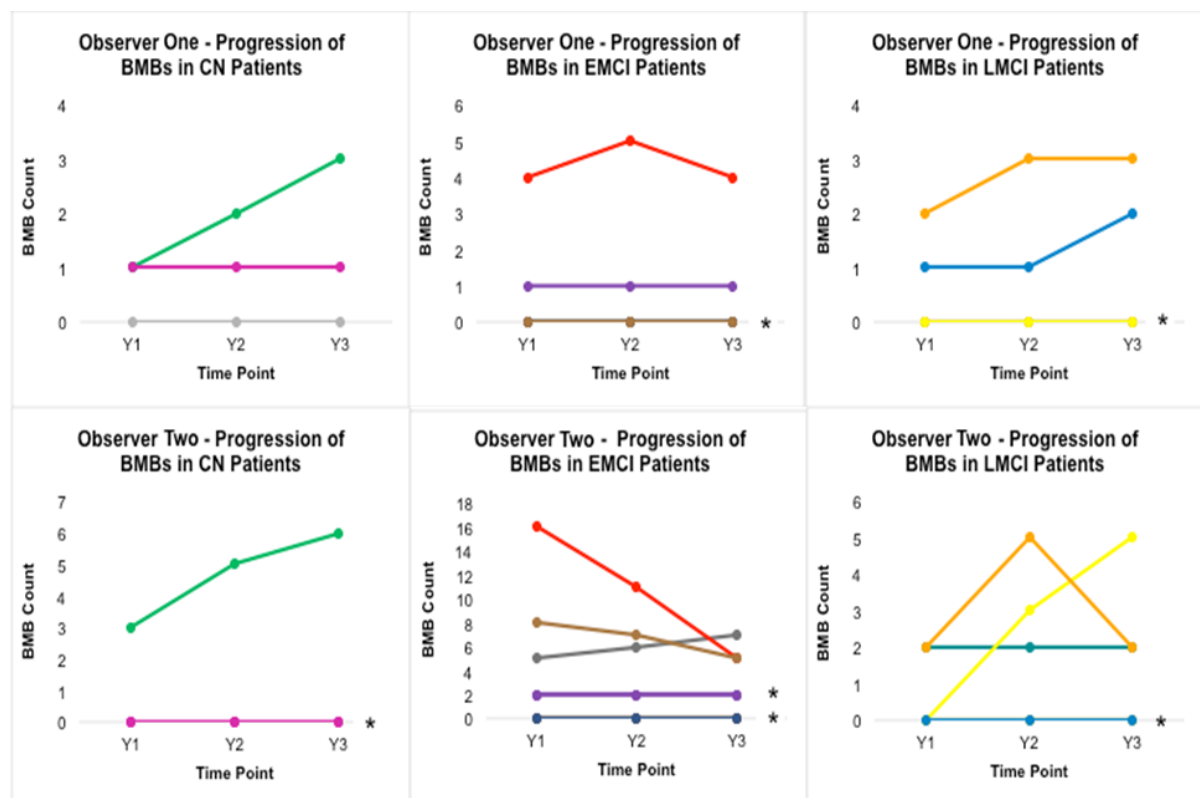 Observer One - Progression of
BMBs in CN Patients
4
3
2
1
0
BMB Count
Y1 Y2 Y3
Time Point
Observer One - Progression of
BMBs in EMCI Patients
6
5
4
3
2
1
0
BMB Count
*
Y1 Y2 Y3
Time Point
Observer One - Progression of
BMBs in LMCI Patients
4
3
2
1
0
BMB Count
*
Y1 Y2 Y3
Time Point
Observer Two - Progression of
BMBs in CN Patients
7
6
5
4
3
2
1
0
BMB Count
*
Y1 Y2 Y3
Time Point
Observer Two - Progression of
BMBs in EMCI Patients
18
16
14
12
10
8
6
4
2
0
BMB Count
*
*
Y1 Y2 Y3
Time Point
Observer Two - Progression of
BMBs in LMCI Patients
6
5
4
3
2
1
0
BMB Count
*
Y1 Y2 Y3
Time Point